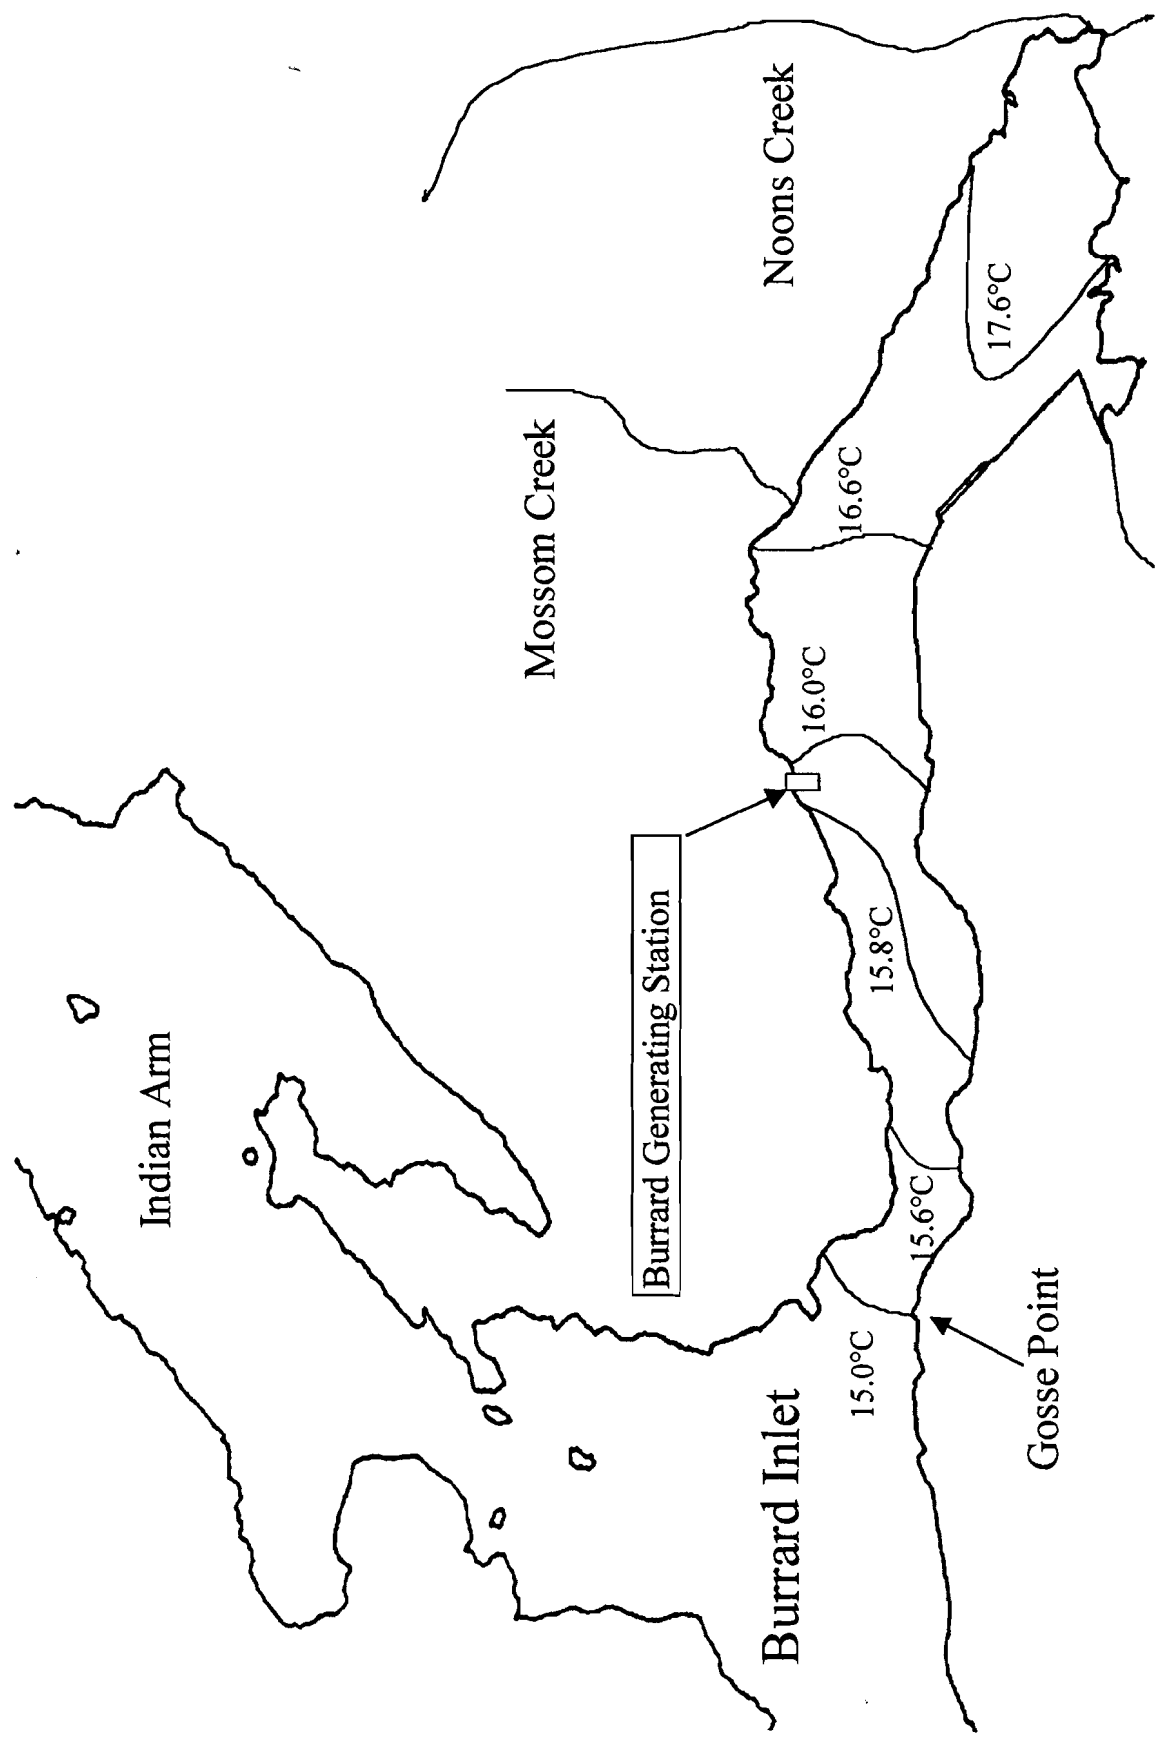 Indian Arm
Mossom Creek
Noons Creek
Burrard Generating Station
Burrard Inlet
15.0°C
15.6°C
15.8°C
16.0°C
16.6°C
17.6°C
Gosse Point